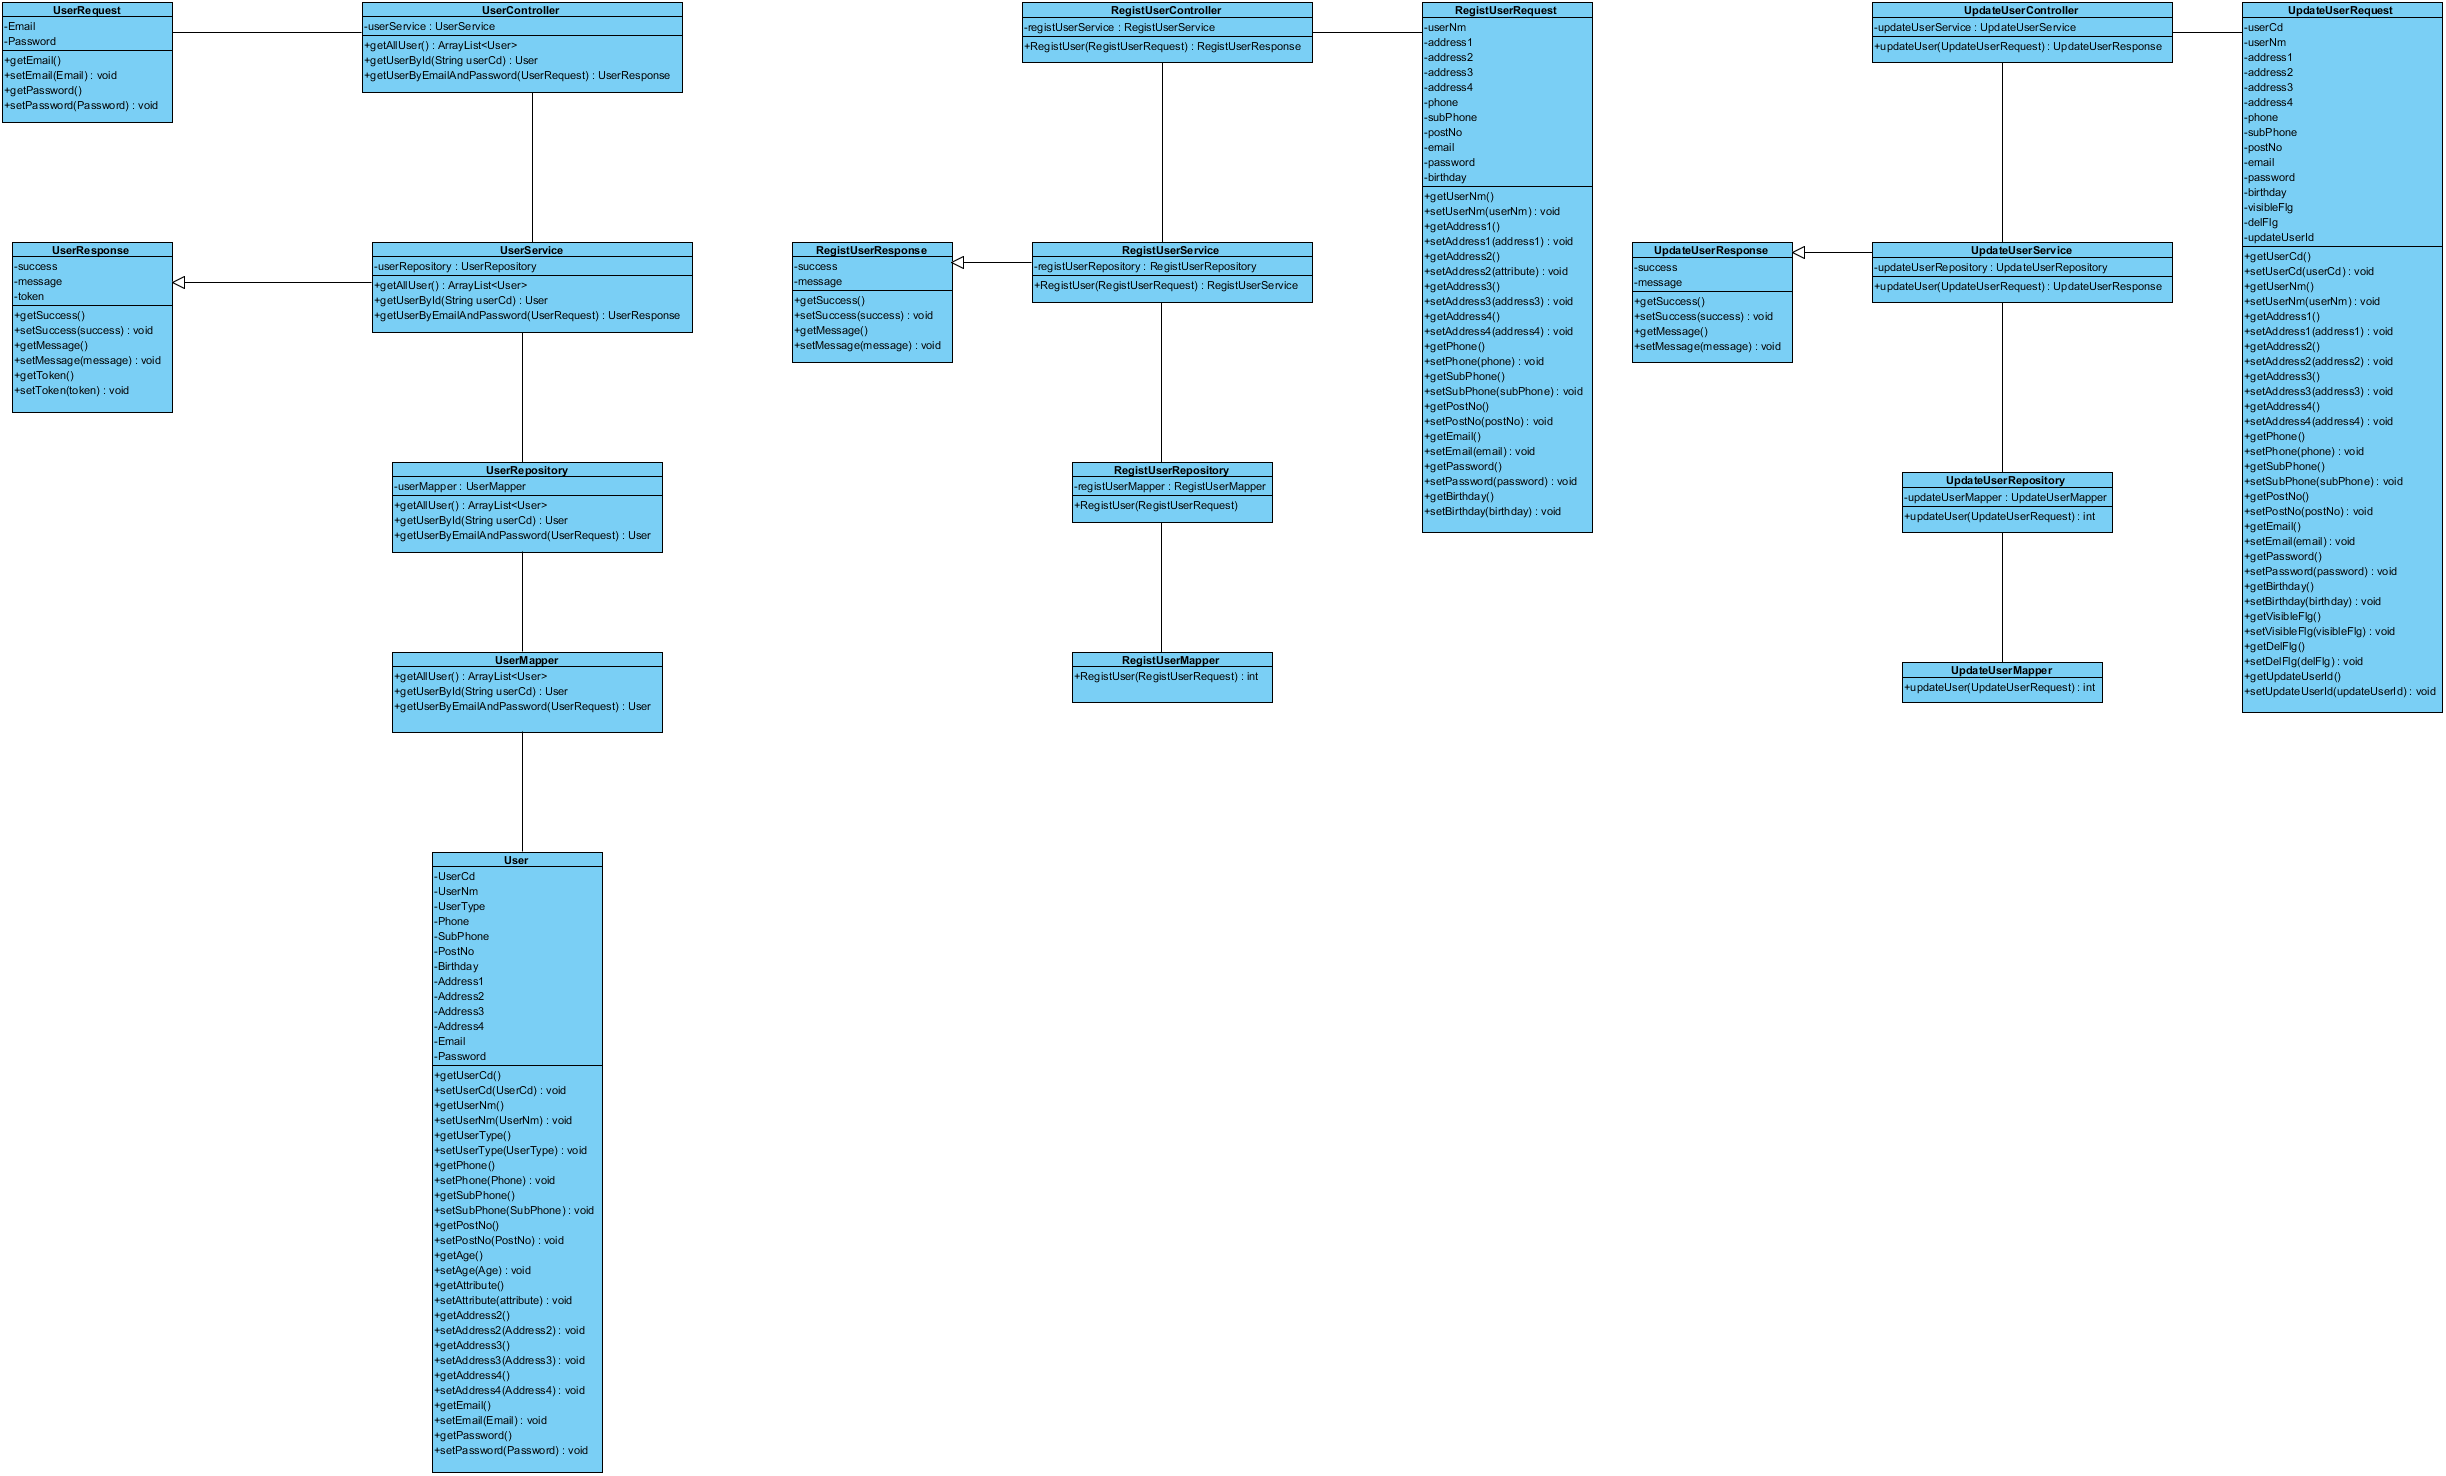 UserRequest
-Email
-Password
+getEmail()
+setEmail(Email) : void
+getPassword()
+setPassword(Password) : void
UserController
-userService : UserService
+getAllUser() : ArrayList<User>
+getUserById(String userCd) : User
+getUserByEmailAndPassword(UserRequest) : UserResponse
UserResponse
-success
-message
-token
+getSuccess()
+setSuccess(success) : void
+getMessage()
+setMessage(message) : void
+getToken()
+setToken(token) : void
UserService
-userRepository : UserRepository
+getAllUser() : ArrayList<User>
+getUserById(String userCd) : User
+getUserByEmailAndPassword(UserRequest) : UserResponse
UserRepository
-userMapper : UserMapper
+getAllUser() : ArrayList<User>
+getUserById(String userCd) : User
+getUserByEmailAndPassword(UserRequest) : User
UserMapper
+getAllUser() : ArrayList<User>
+getUserById(String userCd) : User
+getUserByEmailAndPassword(UserRequest) : User
User
-UserCd
-UserNm
-UserType
-Phone
-SubPhone
-PostNo
-Birthday
-Address1
-Address2
-Address3
-Address4
-Email
-Password
+getUserCd()
+setUserCd(UserCd) : void
+getUserNm()
+setUserNm(UserNm) : void
+getUserType()
+setUserType(UserType) : void
+getPhone()
+setPhone(Phone) : void
+getSubPhone()
+setSubPhone(SubPhone) : void
+getPostNo()
+setPostNo(PostNo) : void
+getAge()
+setAge(Age) : void
+getAttribute()
+setAttribute(attribute) : void
+getAddress2()
+setAddress2(Address2) : void
+getAddress3()
+setAddress3(Address3) : void
+getAddress4()
+setAddress4(Address4) : void
+getEmail()
+setEmail(Email) : void
+getPassword()
+setPassword(Password) : void
RegistUserController
-registUserService : RegistUserService
+RegistUser(RegistUserRequest) : RegistUserResponse
RegistUserResponse
-success
-message
+getSuccess()
+setSuccess(success) : void
+getMessage()
+setMessage(message) : void
RegistUserService
-registUserRepository : RegistUserRepository
+RegistUser(RegistUserRequest) : RegistUserService
RegistUserRepository
-registUserMapper : RegistUserMapper
+RegistUser(RegistUserRequest)
RegistUserMapper
+RegistUser(RegistUserRequest) : int
RegistUserRequest
-userNm
-address1
-address2
-address3
-address4
-phone
-subPhone
-postNo
-email
-password
-birthday
+getUserNm()
+setUserNm(userNm) : void
+getAddress1()
+setAddress1(address1) : void
+getAddress2()
+setAddress2(attribute) : void
+getAddress3()
+setAddress3(address3) : void
+getAddress4()
+setAddress4(address4) : void
+getPhone()
+setPhone(phone) : void
+getSubPhone()
+setSubPhone(subPhone) : void
+getPostNo()
+setPostNo(postNo) : void
+getEmail()
+setEmail(email) : void
+getPassword()
+setPassword(password) : void
+getBirthday()
+setBirthday(birthday) : void
UpdateUserController
-updateUserService : UpdateUserService
+updateUser(UpdateUserRequest) : UpdateUserResponse
UpdateUserResponse
-success
-message
+getSuccess()
+setSuccess(success) : void
+getMessage()
+setMessage(message) : void
UpdateUserService
-updateUserRepository : UpdateUserRepository
+updateUser(UpdateUserRequest) : UpdateUserResponse
UpdateUserRepository
-updateUserMapper : UpdateUserMapper
+updateUser(UpdateUserRequest) : int
UpdateUserMapper
+updateUser(UpdateUserRequest) : int
UpdateUserRequest
-userCd
-userNm
-address1
-address2
-address3
-address4
-phone
-subPhone
-postNo
-email
-password
-birthday
-visibleFlg
-delFlg
-updateUserId
+getUserCd()
+setUserCd(userCd) : void
+getUserNm()
+setUserNm(userNm) : void
+getAddress1()
+setAddress1(address1) : void
+getAddress2()
+setAddress2(address2) : void
+getAddress3()
+setAddress3(address3) : void
+getAddress4()
+setAddress4(address4) : void
+getPhone()
+setPhone(phone) : void
+getSubPhone()
+setSubPhone(subPhone) : void
+getPostNo()
+setPostNo(postNo) : void
+getEmail()
+setEmail(email) : void
+getPassword()
+setPassword(password) : void
+getBirthday()
+setBirthday(birthday) : void
+getVisibleFlg()
+setVisibleFlg(visibleFlg) : void
+getDelFlg()
+setDelFlg(delFlg) : void
+getUpdateUserId()
+setUpdateUserId(updateUserId) : void